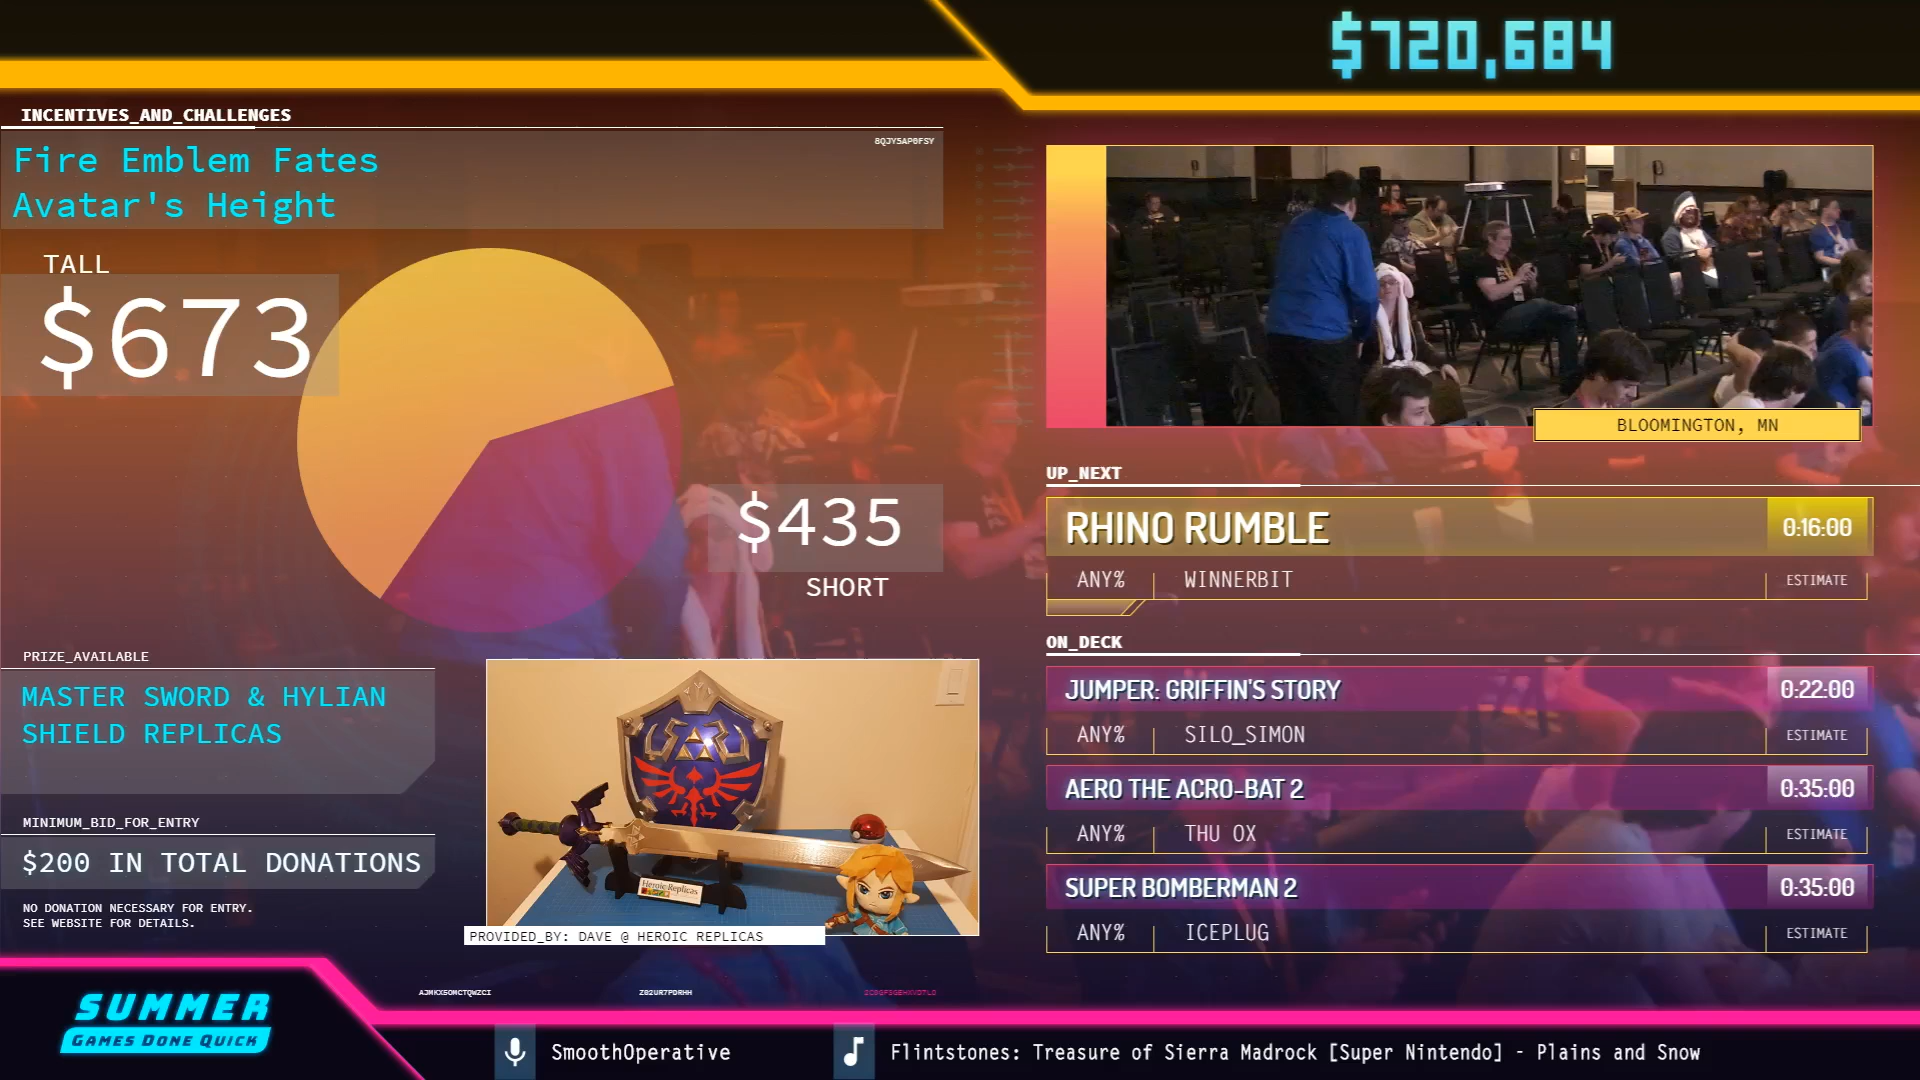 $720,684
INCENTIVES_AND_CHALLENGES
8QJY5AP0FSY
Fire Emblem Fates
Avatar's Height
TALL
$673
$435
SHORT
BLOOMINGTON, MN
UP_NEXT
RHINO RUMBLE
0:16:00
ANY%
WINNERBIT
ESTIMATE
ON_DECK
JUMPER: GRIFFIN'S STORY
0:22:00
ANY%
SILO_SIMON
ESTIMATE
AERO THE ACRO-BAT 2
0:35:00
ANY%
THU OX
ESTIMATE
SUPER BOMBERMAN 2
0:35:00
ANY%
ICEPLUG
ESTIMATE
PRIZE_AVAILABLE
MASTER SWORD & HYLIAN
SHIELD REPLICAS
MINIMUM_BID_FOR_ENTRY
$200 IN TOTAL DONATIONS
NO DONATION NECESSARY FOR ENTRY.
SEE WEBSITE FOR DETAILS.
Heroic Replicas
PROVIDED_BY: DAVE @ HEROIC REPLICAS
SUMMER
GAMES DONE QUICK
SmoothOperative
Flintstones: Treasure of Sierra Madrock [Super Nintendo] - Plains and Snow